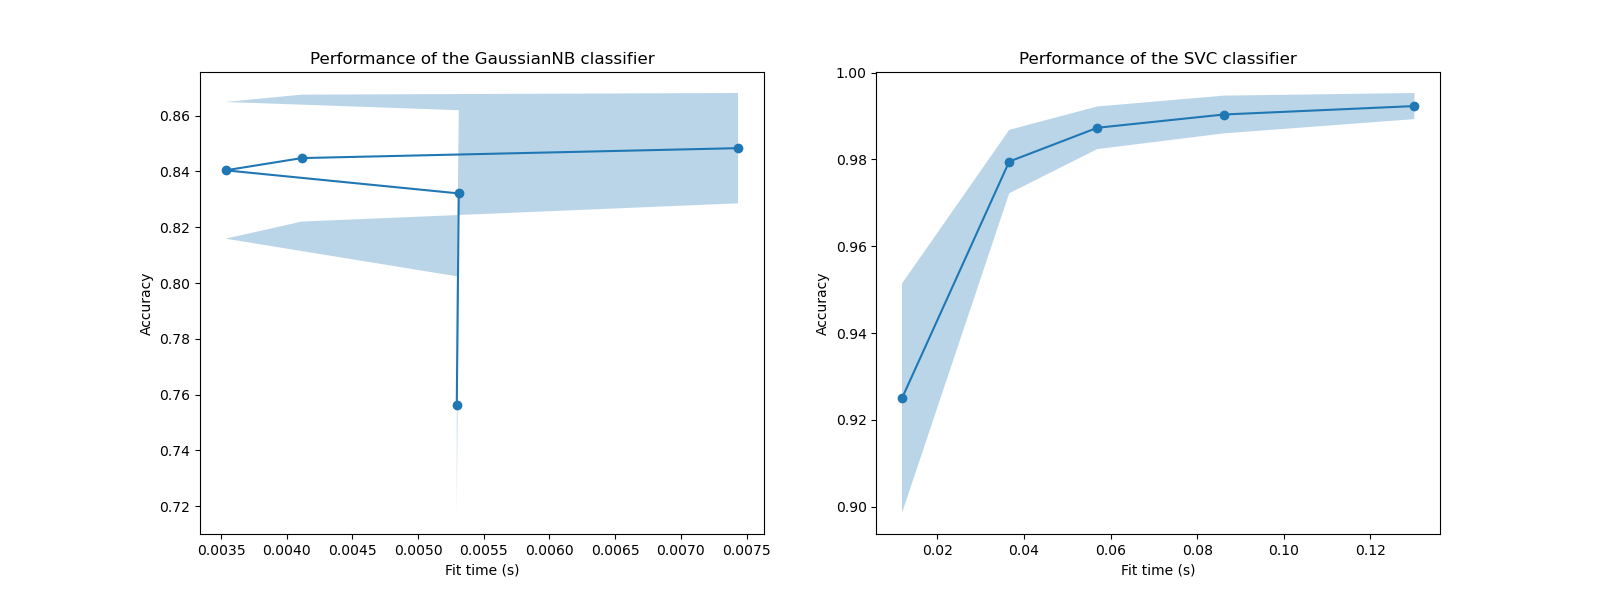 Performance of the GaussianNB classifier
Accuracy
0.86
0.84
0.82
0.80
0.78
0.76
0.74
0.72
0.0035 0.0040 0.0045 0.0050 0.0055 0.0060 0.0065 0.0070 0.0075
Fit time (s)
Performance of the SVC classifier
Accuracy
1.00
0.98
0.96
0.94
0.92
0.90
0.02 0.04 0.06 0.08 0.10 0.12
Fit time (s)